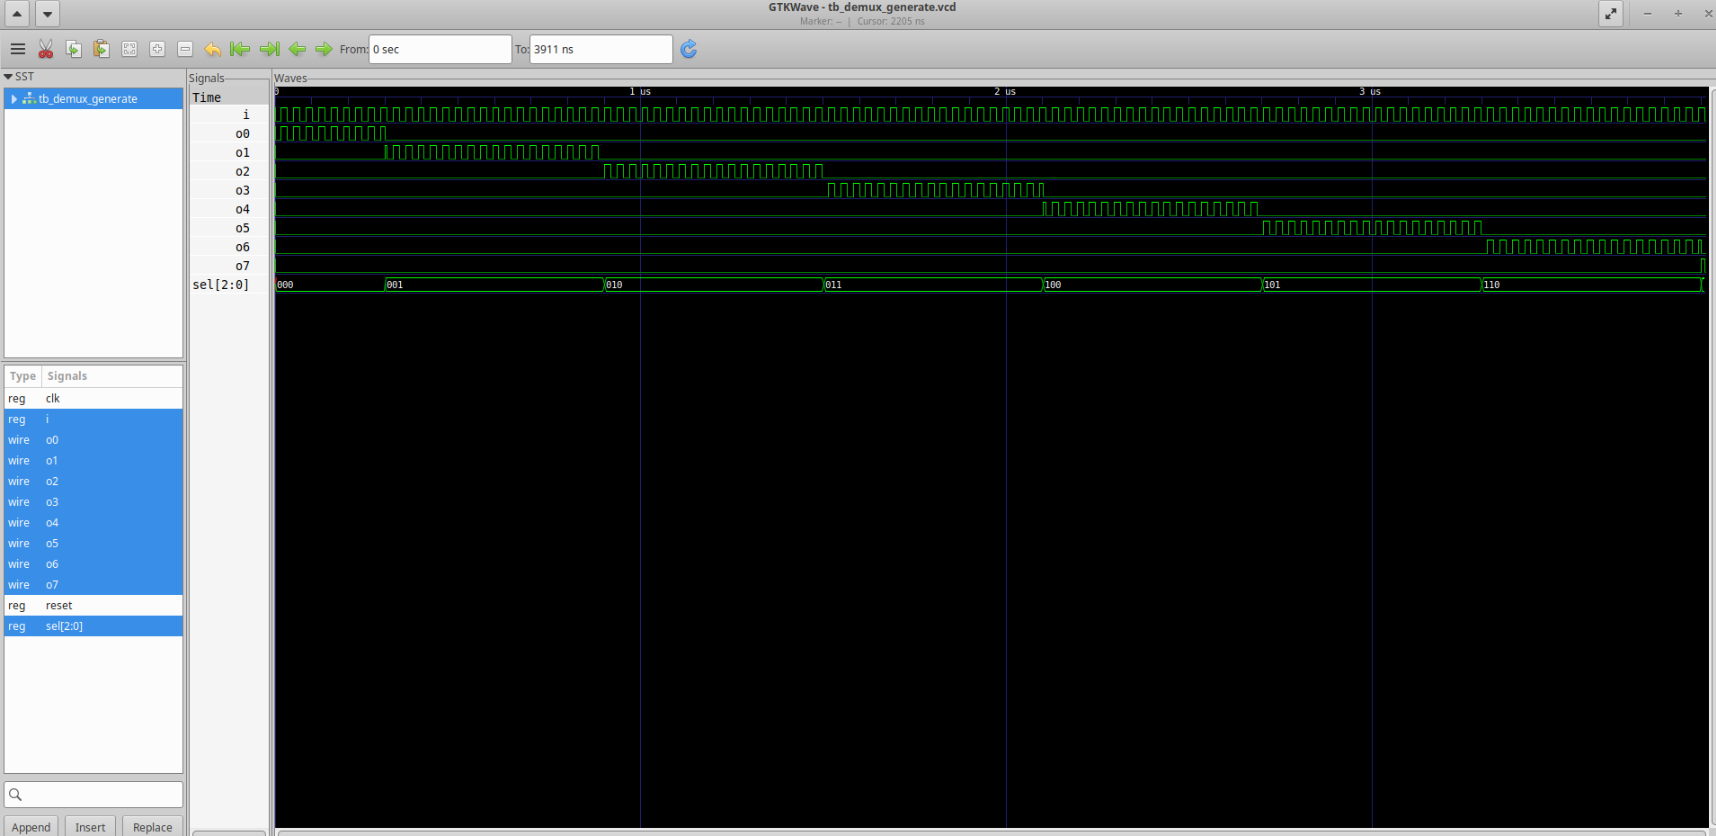 GTKWave - tb_demux_generate.vcd
Marker: -- | Cursor: 2205 ns
From: 0 sec To: 3911 ns
SST
tb_demux_generate
Type Signals
reg clk
reg i
wire o0
wire o1
wire o2
wire o3
wire o4
wire o5
wire o6
wire o7
reg reset
reg sel[2:0]
Append Insert Replace
Signals
Time
i
o0
o1
o2
o3
o4
o5
o6
o7
sel[2:0]
Waves
0 1 us 2 us 3 us
000 001 010 011 100 101 110